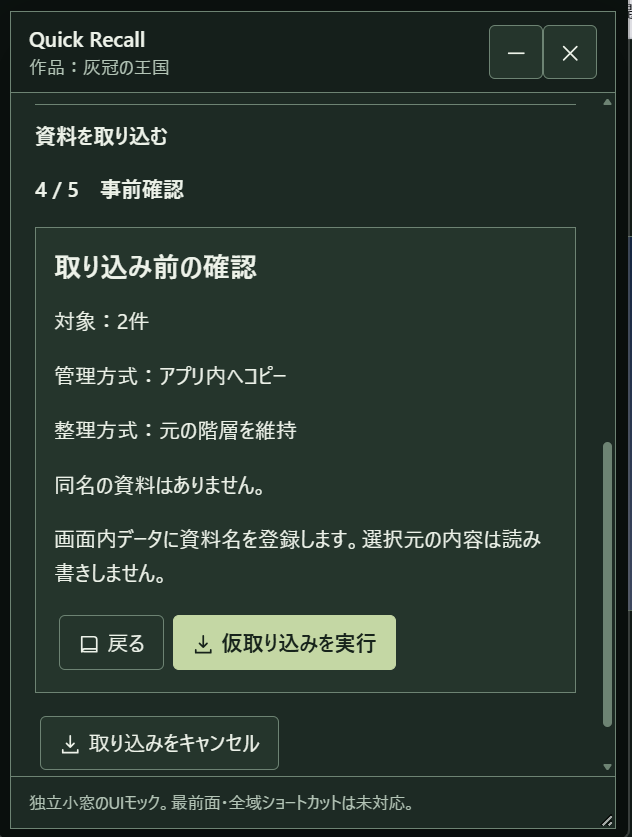 Quick Recall
作品：灰冠の王国
資料を取り込む
4 / 5　事前確認
取り込み前の確認
対象：2件
管理方式：アプリ内へコピー
整理方式：元の階層を維持
同名の資料はありません。
画面内データに資料名を登録します。選択元の内容は読み
書きしません。
戻る
仮取り込みを実行
取り込みをキャンセル
独立小窓のUIモック。最前面・全域ショートカットは未対応。